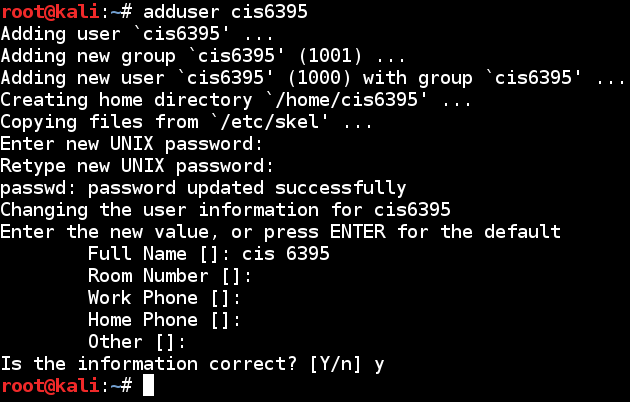 root@kali:~# adduser cis6395
Adding user `cis6395' ...
Adding new group `cis6395' (1001) ...
Adding new user `cis6395' (1000) with group `cis6395' ...
Creating home directory `/home/cis6395' ...
Copying files from `/etc/skel' ...
Enter new UNIX password:
Retype new UNIX password:
passwd: password updated successfully
Changing the user information for cis6395
Enter the new value, or press ENTER for the default
        Full Name []: cis 6395
        Room Number []:
        Work Phone []:
        Home Phone []:
        Other []:
Is the information correct? [Y/n] y
root@kali:~#